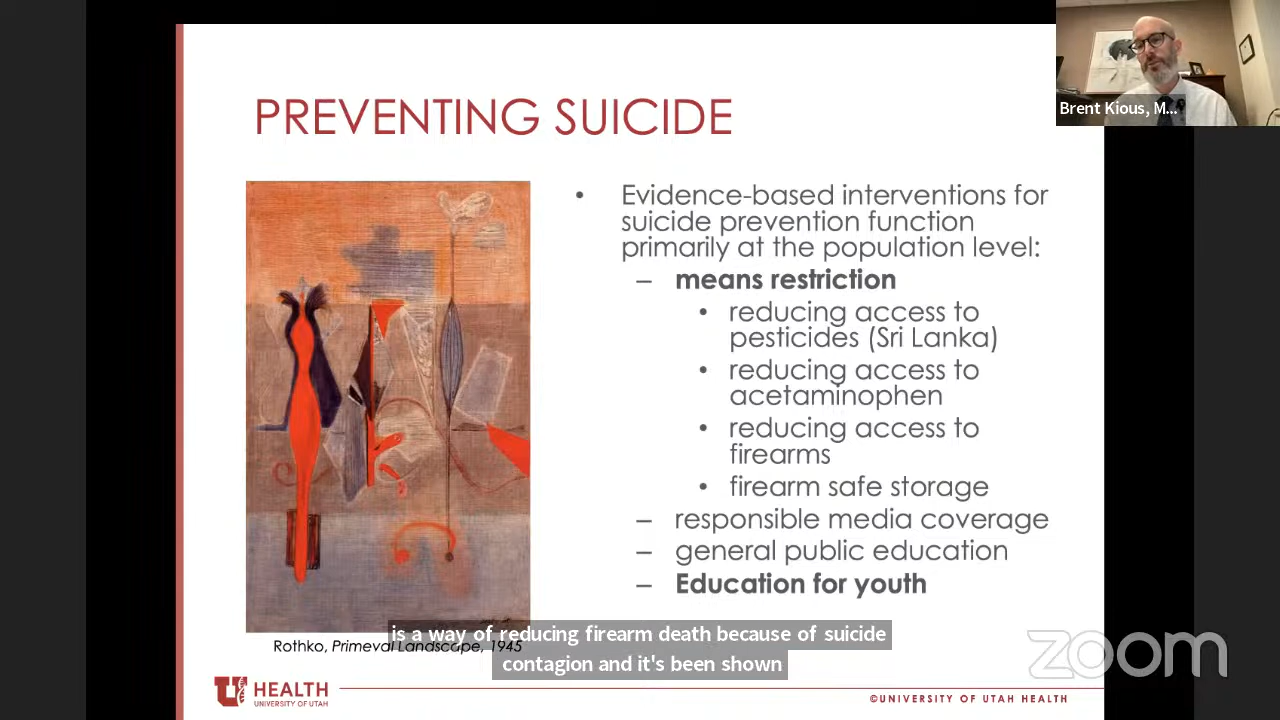 PREVENTING SUICIDE
Brent Kious, M...
• Evidence-based interventions for
suicide prevention function
primarily at the population level:
– means restriction
• reducing access to
pesticides (Sri Lanka)
• reducing access to
acetaminophen
• reducing access to
firearms
• firearm safe storage
– responsible media coverage
– general public education
– Education for youth
Rothko, Primeval Landscape, 1945
is a way of reducing firearm death because of suicide
contagion and it's been shown
zoom
U HEALTH
UNIVERSITY OF UTAH
©UNIVERSITY OF UTAH HEALTH